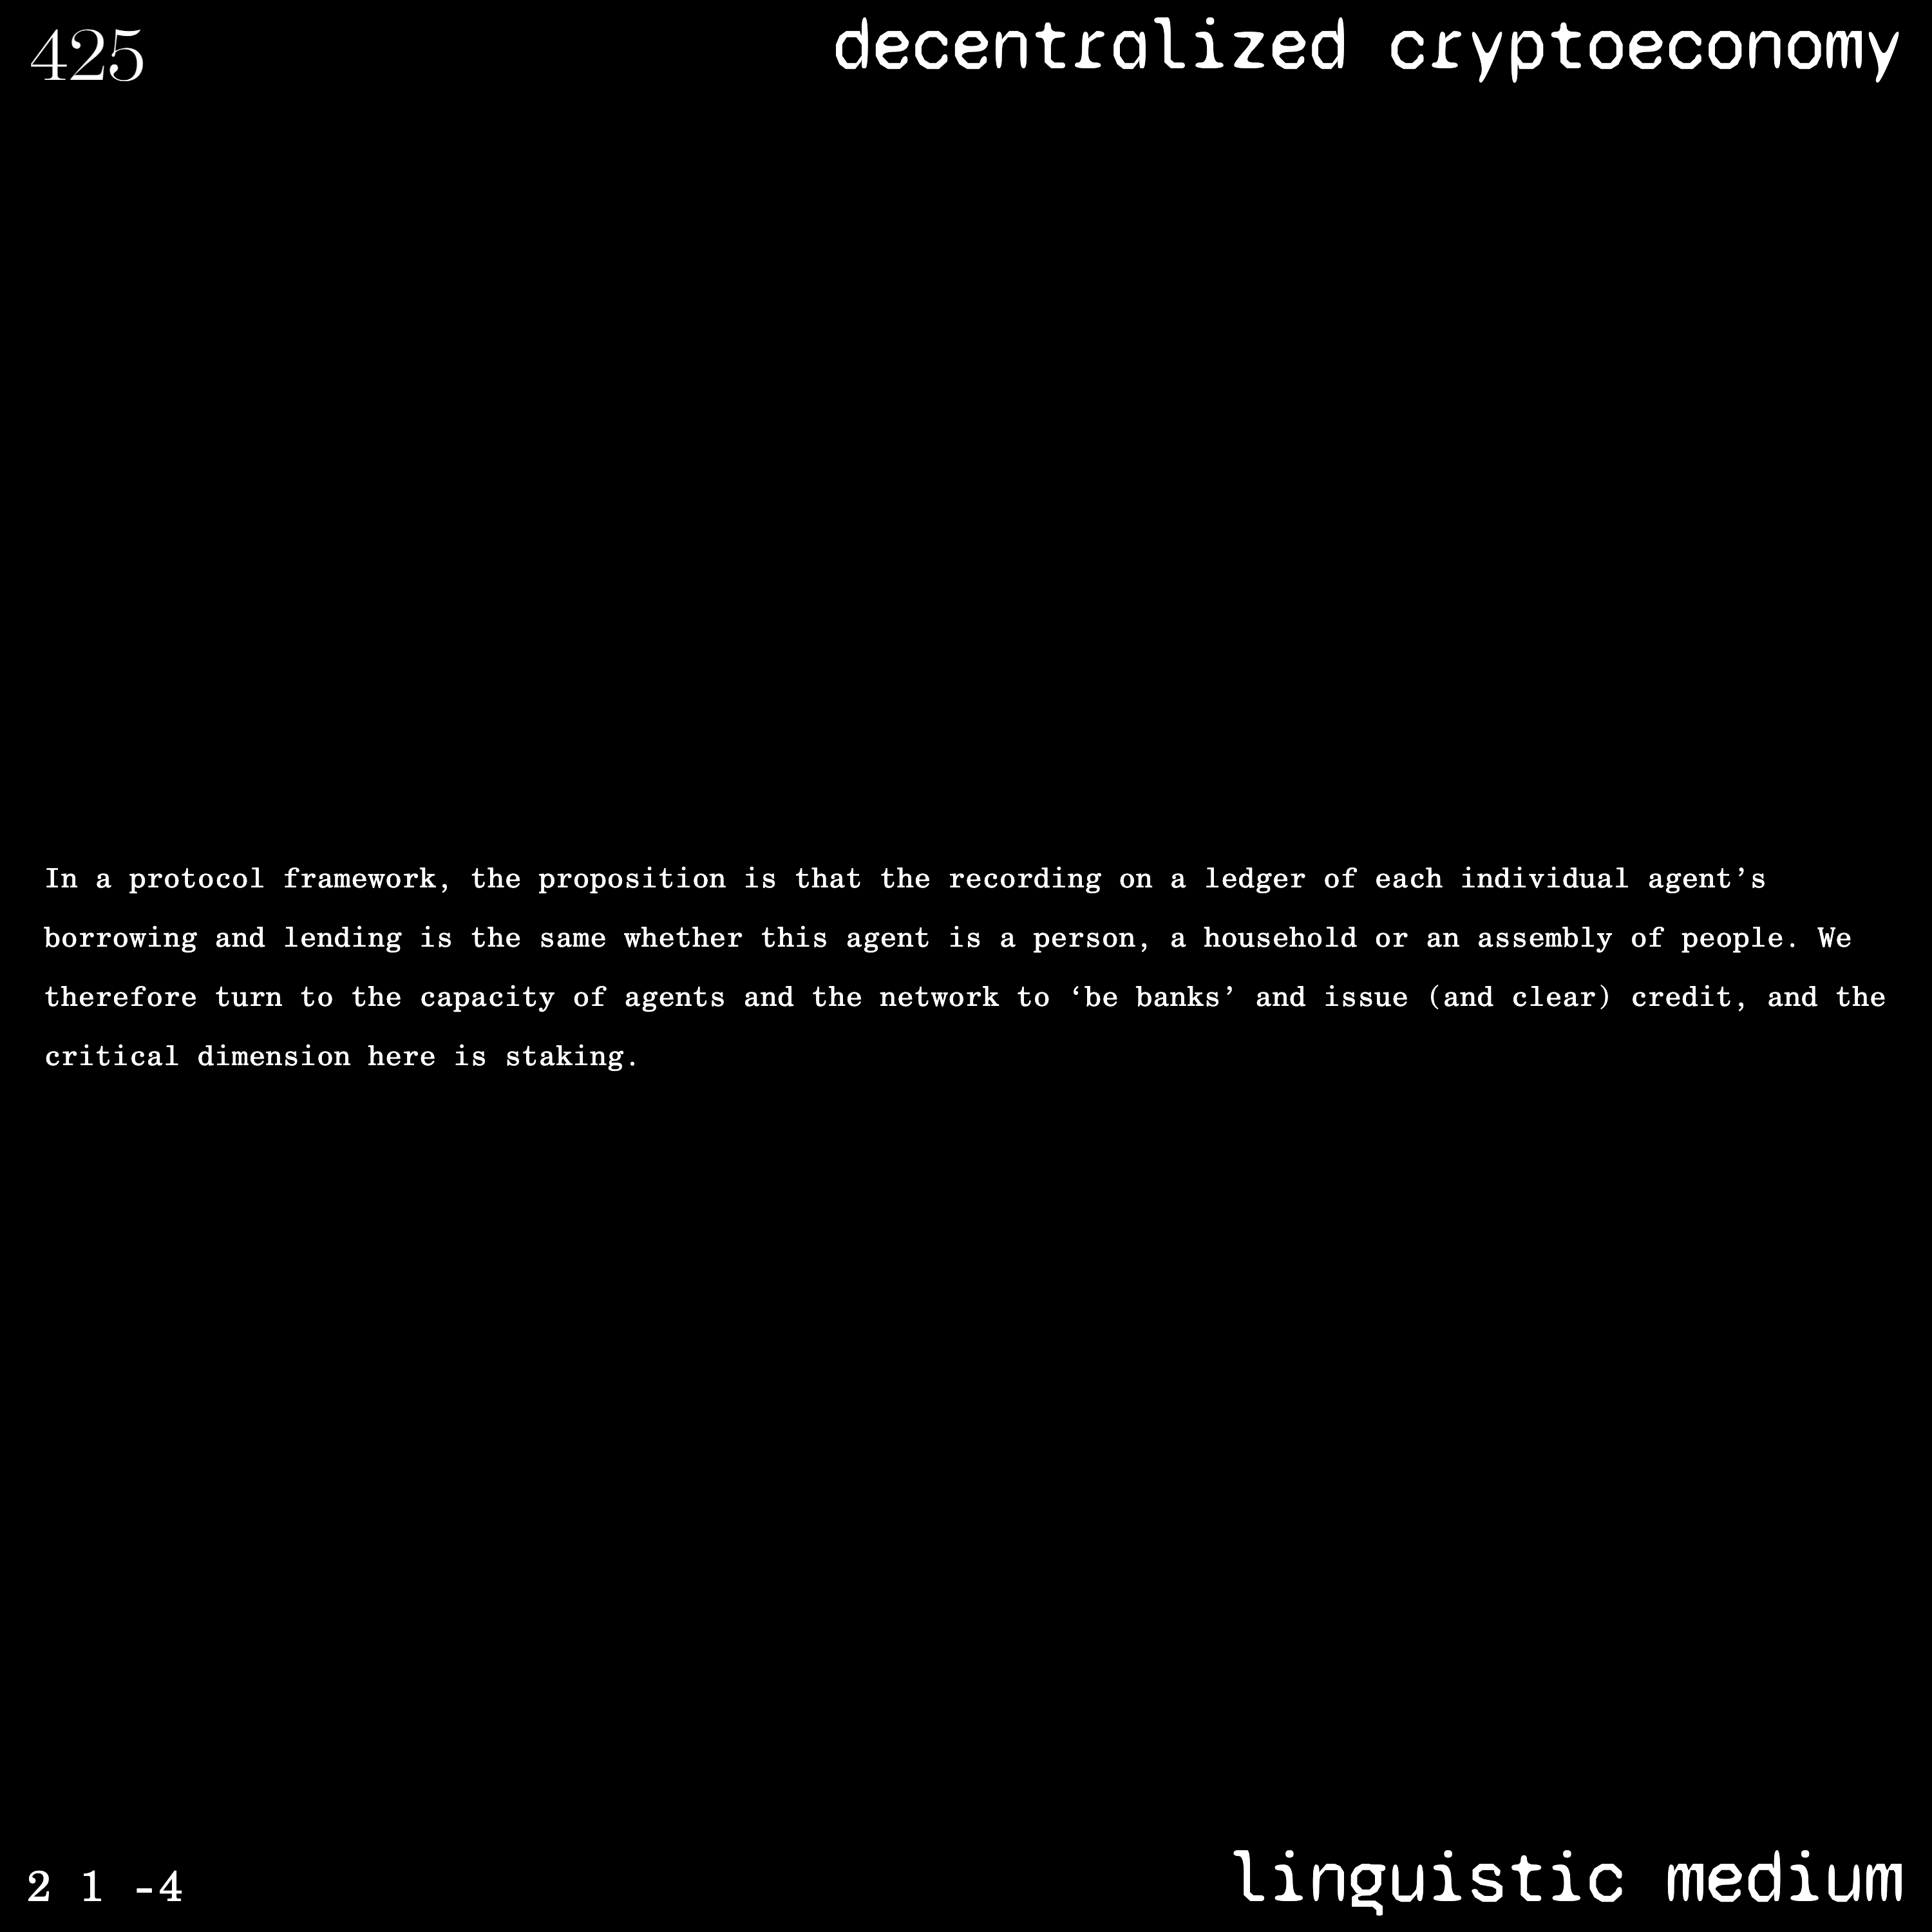 425
decentralized cryptoeconomy
In a protocol framework, the proposition is that the recording on a ledger of each individual agent’s
borrowing and lending is the same whether this agent is a person, a household or an assembly of people. We
therefore turn to the capacity of agents and the network to ‘be banks’ and issue (and clear) credit, and the
critical dimension here is staking.
2 1 -4
linguistic medium